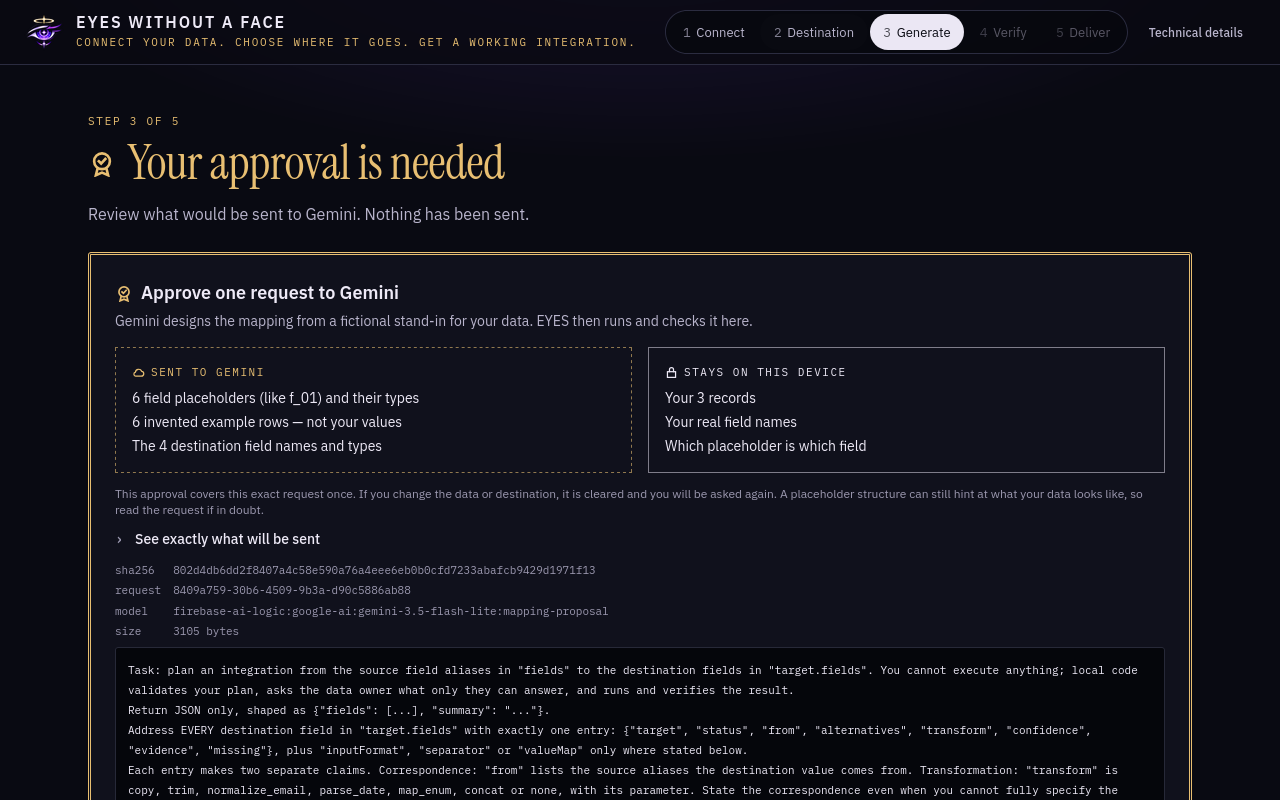 EYES WITHOUT A FACE
CONNECT YOUR DATA. CHOOSE WHERE IT GOES. GET A WORKING INTEGRATION.
1 Connect
2 Destination
3 Generate
4 Verify
5 Deliver
Technical details
STEP 3 OF 5
Your approval is needed
Review what would be sent to Gemini. Nothing has been sent.
Approve one request to Gemini
Gemini designs the mapping from a fictional stand-in for your data. EYES then runs and checks it here.
SENT TO GEMINI
6 field placeholders (like f_01) and their types
6 invented example rows — not your values
The 4 destination field names and types
STAYS ON THIS DEVICE
Your 3 records
Your real field names
Which placeholder is which field
This approval covers this exact request once. If you change the data or destination, it is cleared and you will be asked again. A placeholder structure can still hint at what your data looks like, so
read the request if in doubt.
› See exactly what will be sent
sha256 802d4db6dd2f8407a4c58e590a76a4eee6eb0b0cfd7233abafcb9429d1971f13
request 8409a759-30b6-4509-9b3a-d90c5886ab88
model firebase-ai-logic:google-ai:gemini-3.5-flash-lite:mapping-proposal
size 3105 bytes
Task: plan an integration from the source field aliases in "fields" to the destination fields in "target.fields". You cannot execute anything; local code
validates your plan, asks the data owner what only they can answer, and runs and verifies the result.
Return JSON only, shaped as {"fields": [...], "summary": "..."}.
Address EVERY destination field in "target.fields" with exactly one entry: {"target", "status", "from", "alternatives", "transform", "confidence",
"evidence", "missing"}, plus "inputFormat", "separator" or "valueMap" only where stated below.
Each entry makes two separate claims. Correspondence: "from" lists the source aliases the destination value comes from. Transformation: "transform" is
copy, trim, normalize_email, parse_date, map_enum, concat or none, with its parameter. State the correspondence even when you cannot fully specify the